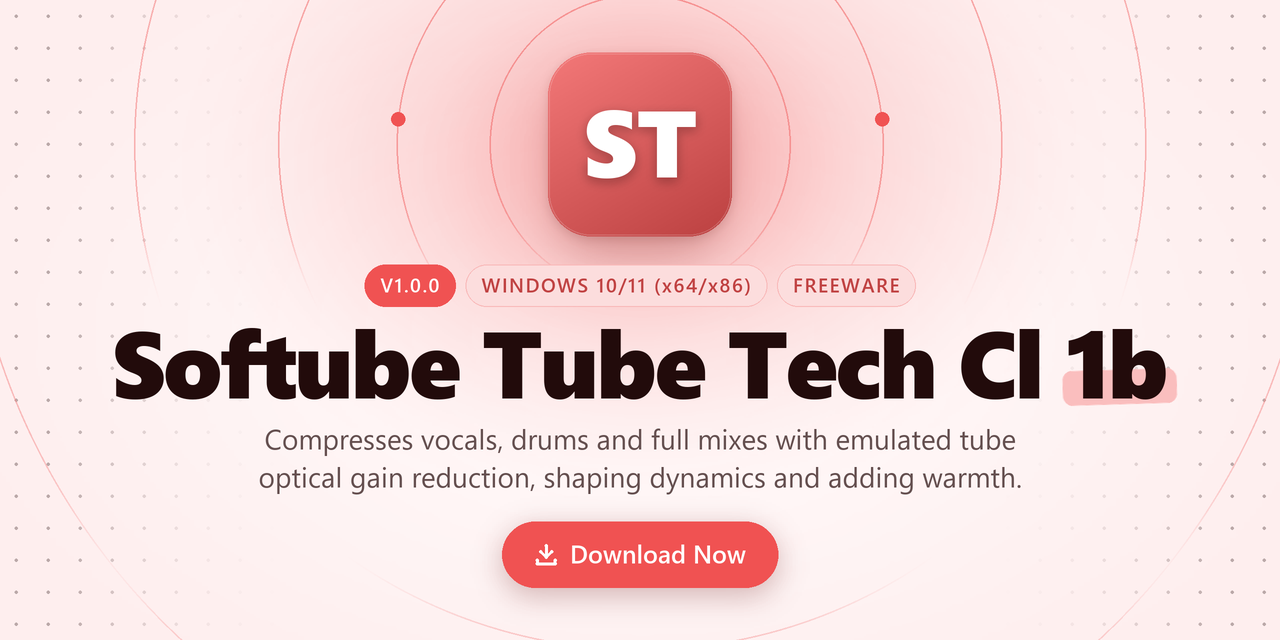 ST
V1.0.0
WINDOWS 10/11 (x64/x86)
FREEWARE
Softube Tube Tech Cl 1b
Compresses vocals, drums and full mixes with emulated tube
optical gain reduction, shaping dynamics and adding warmth.
Download Now